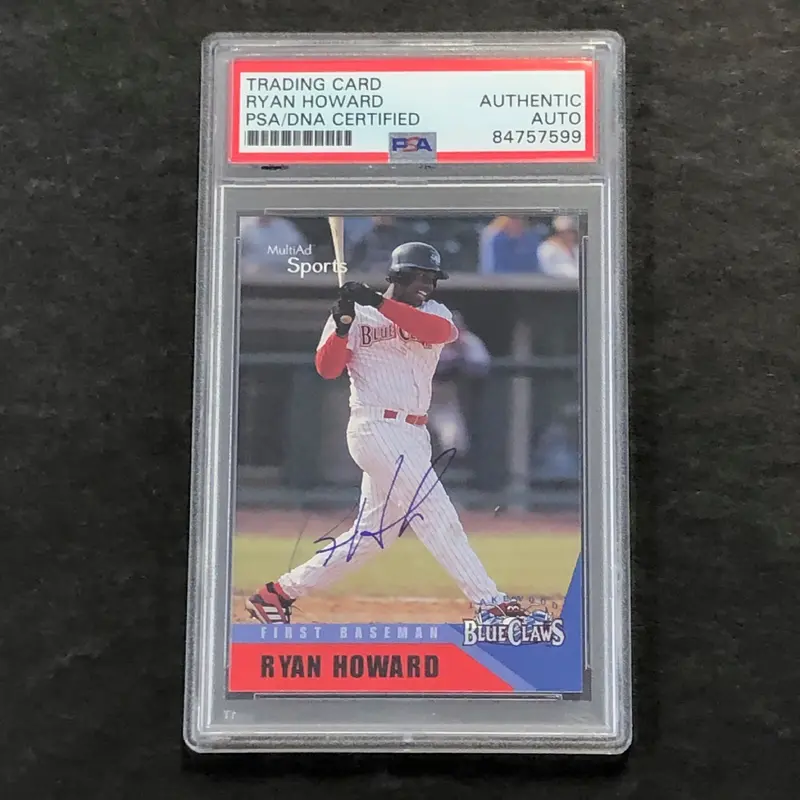 TRADING CARD
RYAN HOWARD
PSA/DNA CERTIFIED
AUTHENTIC
AUTO
84757599
PSA
MultiAd
Sports
BLUECLAWS
FIRST BASEMAN
LAKEWOOD
BLUECLAWS
RYAN HOWARD